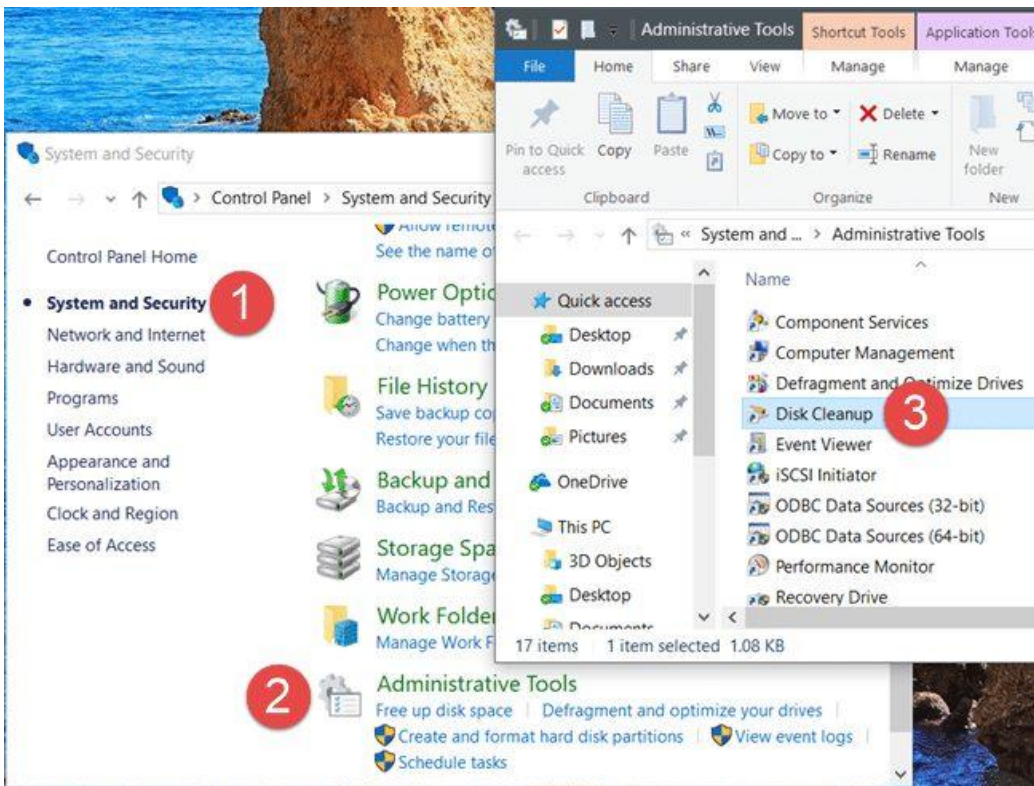 System and Security
Control Panel > System and Security
Allow remote
See the name o
Control Panel Home
System and Security
1
Network and Internet
Hardware and Sound
Programs
User Accounts
Appearance and
Personalization
Clock and Region
Ease of Access
Power Optic
Change battery
Change when th
File History
Save backup co
Restore your file
Backup and
Backup and Res
Storage Spa
Manage Storage
Work Folder
Manage Work F
2
Administrative Tools
Free up disk space
Defragment and optimize your drives
Create and format hard disk partitions
View event logs
Schedule tasks
Administrative Tools
Shortcut Tools
Application Tools
File
Home
Share
View
Manage
Manage
Pin to Quick
access
Copy
Paste
Clipboard
Move to
Copy to
Delete
Rename
Organize
New
folder
New
« System and ... > Administrative Tools
Quick access
Desktop
Downloads
Documents
Pictures
OneDrive
This PC
3D Objects
Desktop
Documents
Name
Component Services
Computer Management
Defragment and Optimize Drives
Disk Cleanup
3
Event Viewer
iSCSI Initiator
ODBC Data Sources (32-bit)
ODBC Data Sources (64-bit)
Performance Monitor
Recovery Drive
17 items
1 item selected 1.08 KB